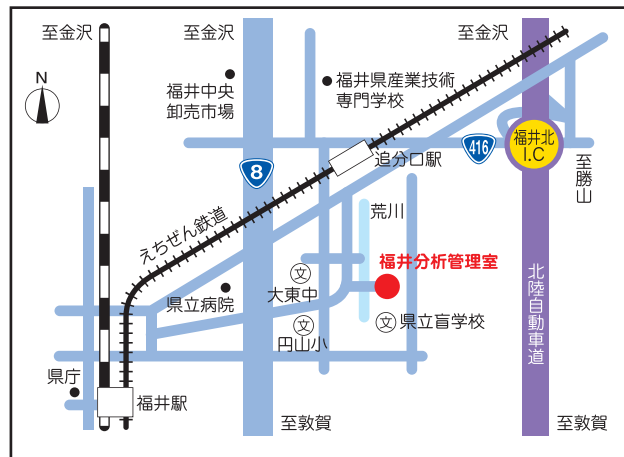 至金沢
至金沢
至金沢
N
福井中央
卸売市場
福井県産業技術
専門学校
416
福井北
I.C
追分口駅
8
至勝山
えちぜん鉄道
荒川
福井分析管理室
文
大東中
県立病院
北陸自動車道
文
円山小
文
県立盲学校
県庁
福井駅
至敦賀
至敦賀